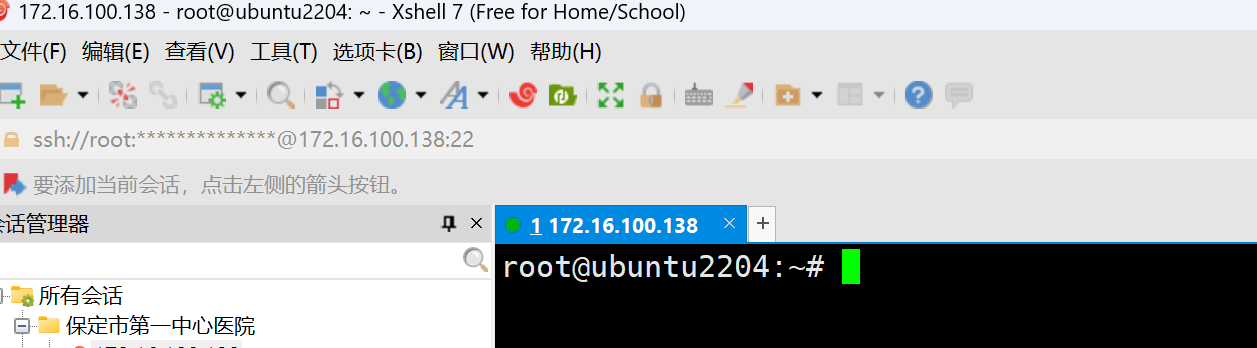 172.16.100.138 - root@ubuntu2204: ~ - Xshell 7 (Free for Home/School)
文件(F) 编辑(E) 查看(V) 工具(T) 选项卡(B) 窗口(W) 帮助(H)
ssh://root:**************@172.16.100.138:22
要添加当前会话，点击左侧的箭头按钮。
会话管理器
1 172.16.100.138
root@ubuntu2204:~#
所有会话
保定市第一中心医院